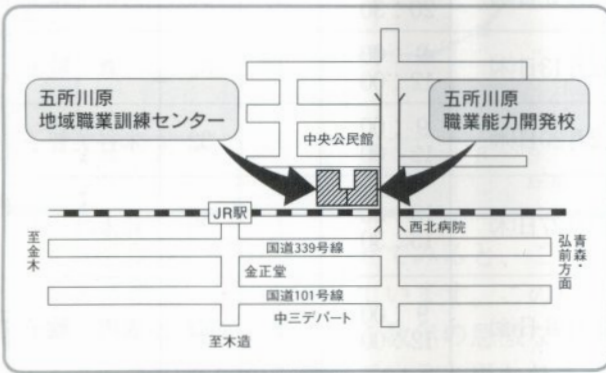 五所川原
地域職業訓練センター
五所川原
職業能力開発校
中央公民館
JR駅
西北病院
至金木
国道339号線
青森・
弘前方面
金正堂
国道101号線
中三デパート
至木造